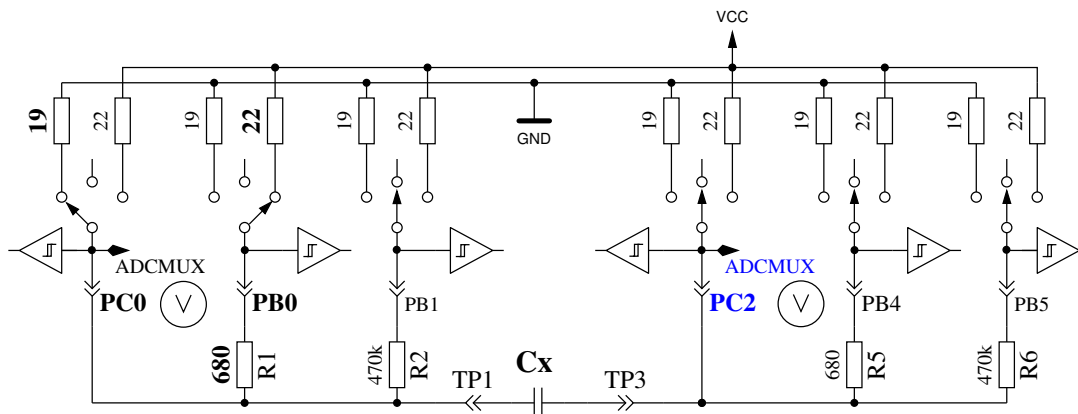 VCC
19
22
19
22
19
22
GND
19
22
19
22
19
22
ADCMUX
ADCMUX
PC0
PB0
PB1
PC2
PB4
PB5
V
V
680
R1
470k
R2
TP1
Cx
TP3
680
R5
470k
R6